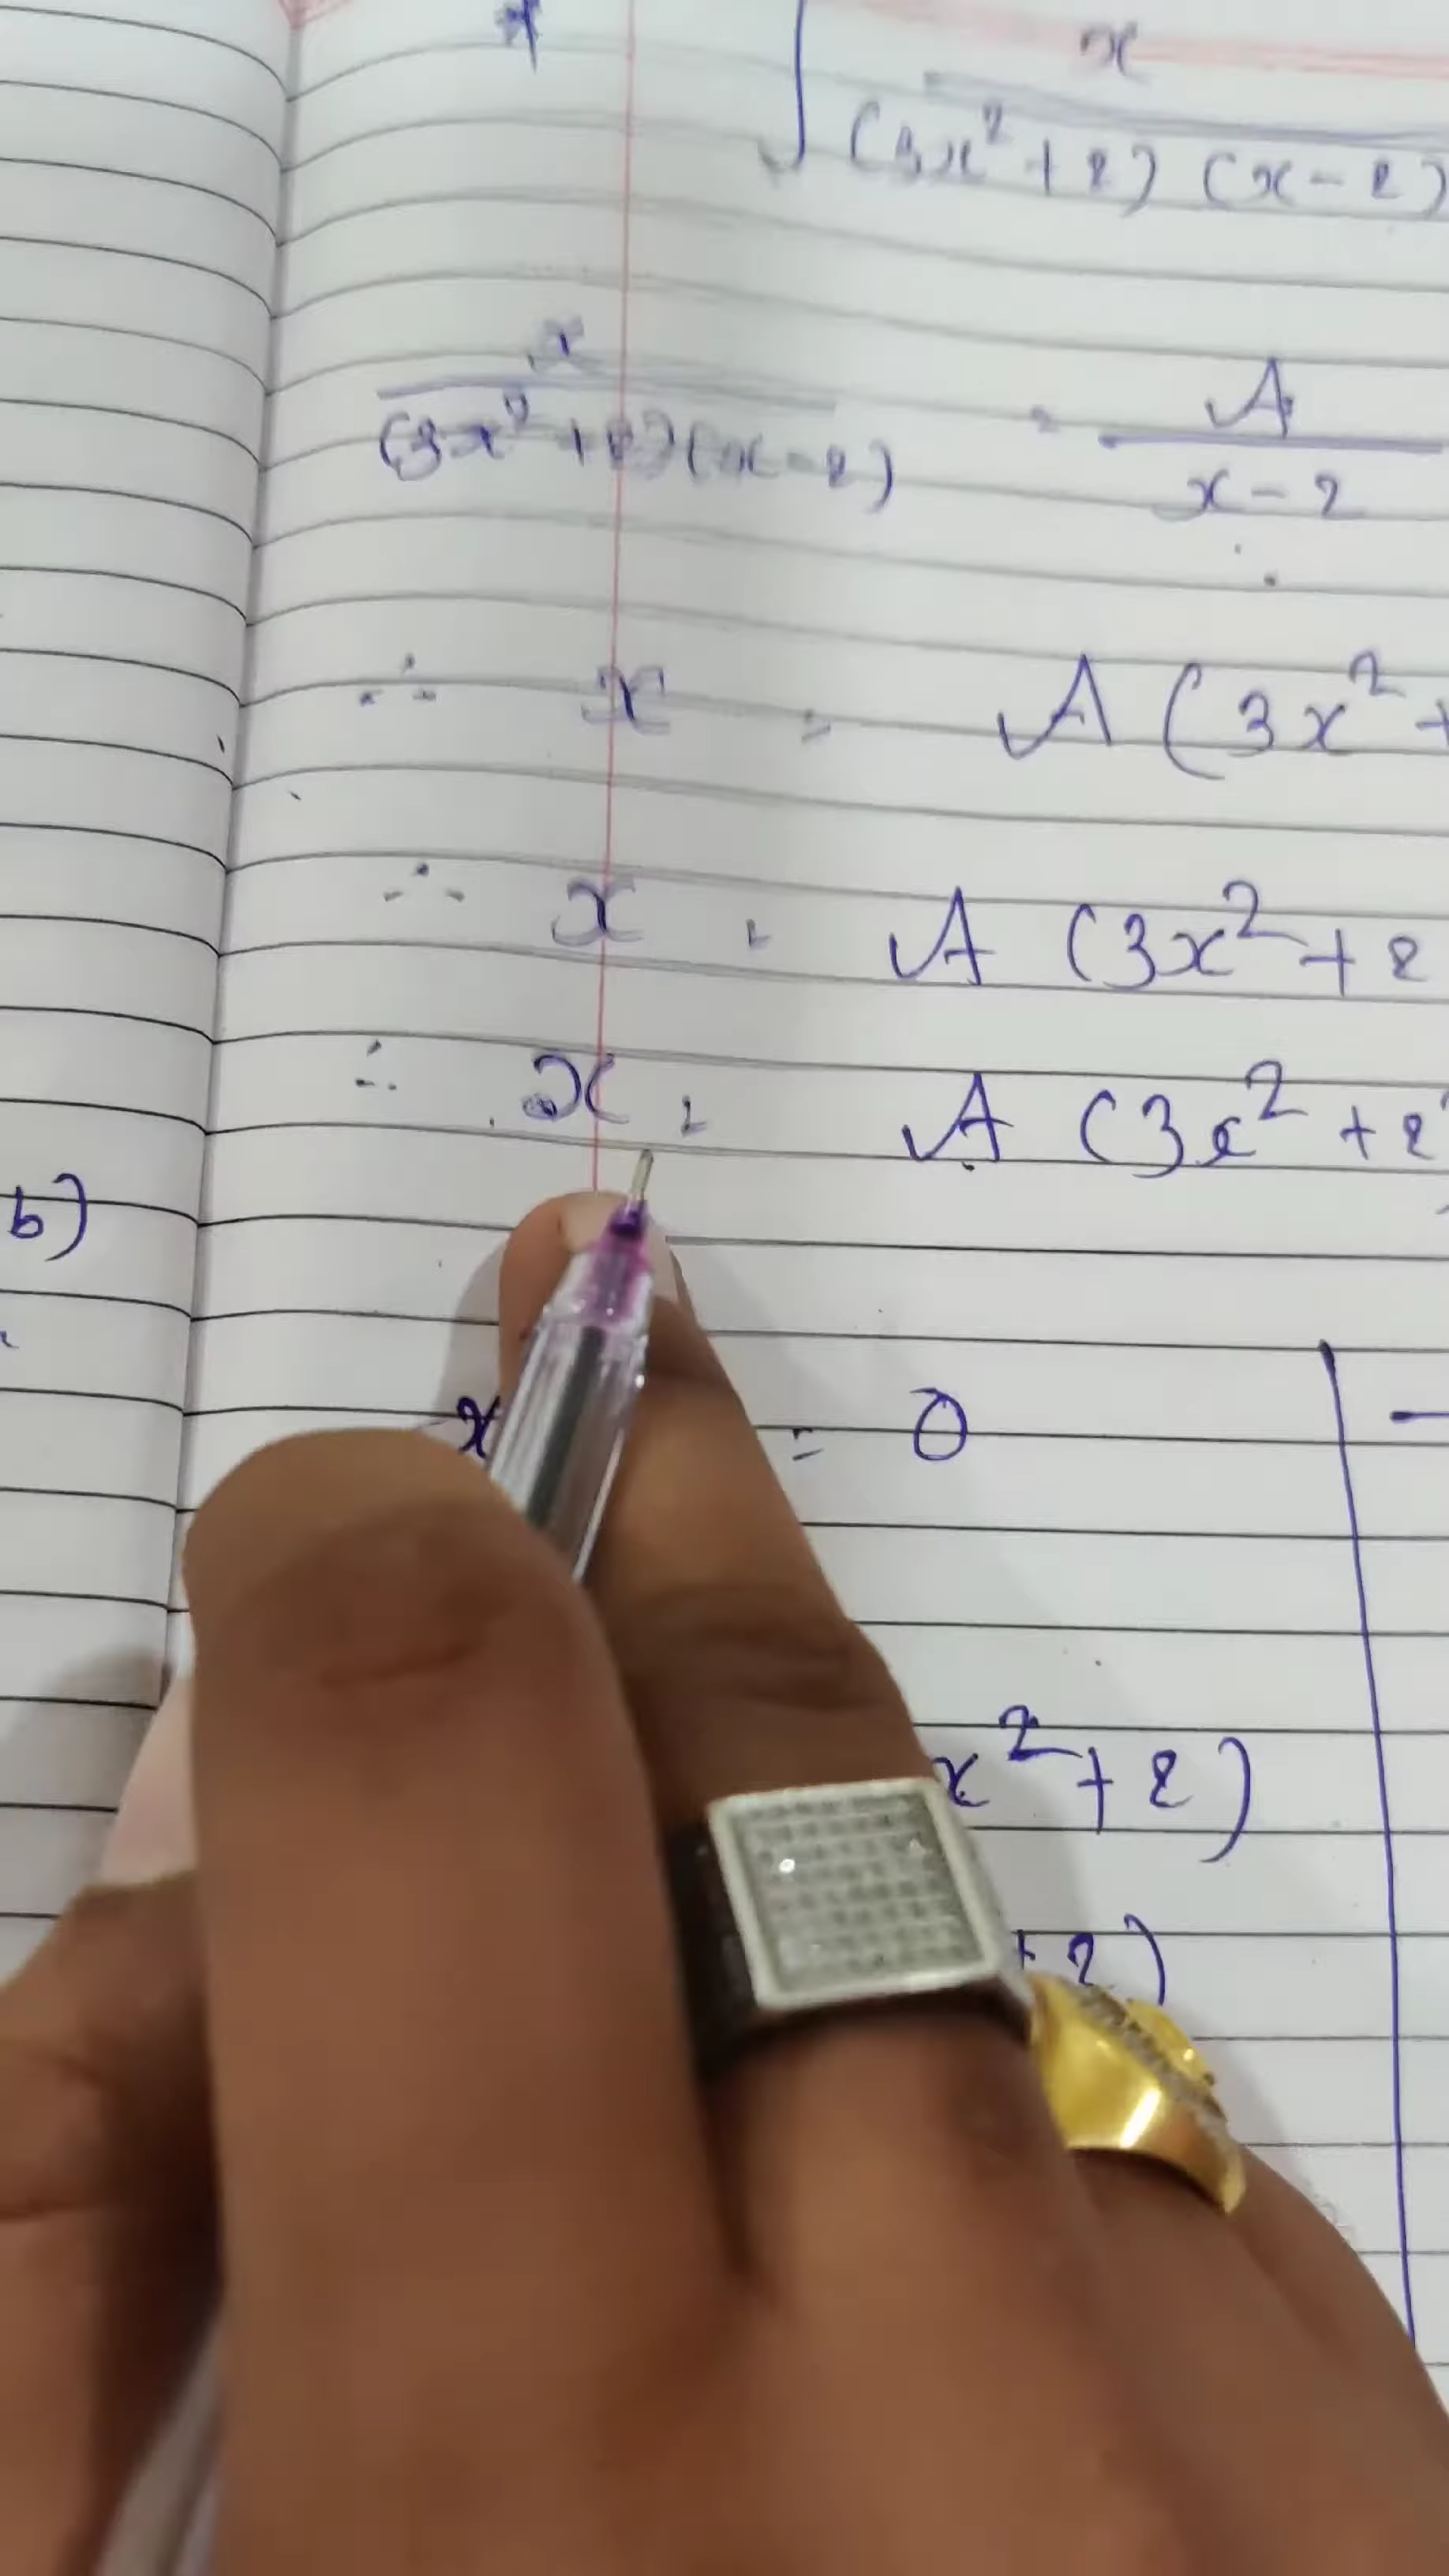 ∫ x
(3x² + 2) (x - 2)
x
(3x² + 2) (x - 2) = A
x - 2
∴ x = A (3x² +
∴ x = A (3x² + 2
∴ x = A (3x² + 2
b)
x = 0
x² + 2)
+ 2)